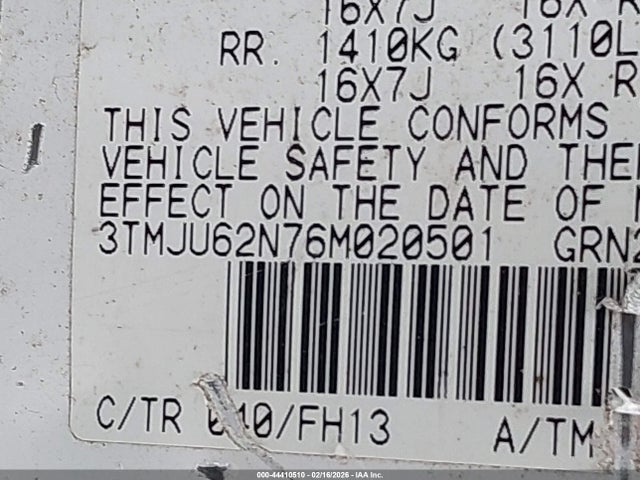 16X7J 16X R
RR. 1410KG (3110L
16X7J 16X R
THIS VEHICLE CONFORMS
VEHICLE SAFETY AND THE
EFFECT ON THE DATE OF
3TMJU62N76M020501 GRN2
C/TR 040/FH13 A/TM
000-44410510 - 02/16/2026 - IAA Inc.